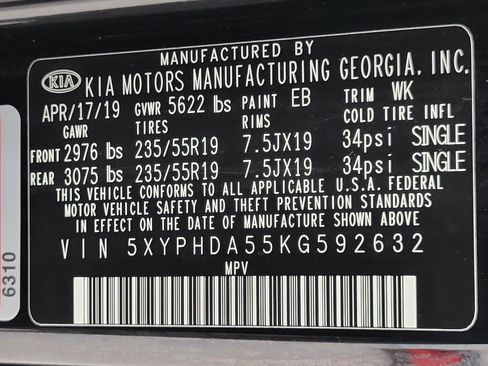 MANUFACTURED BY
KIA KIA MOTORS MANUFACTURING GEORGIA, INC.
APR/17/19 GVWR 5622 lbs PAINT EB TRIM WK
GAWR TIRES RIMS COLD TIRE INFL
FRONT 2976 lbs 235/55R19 7.5JX19 34psi SINGLE
REAR 3075 lbs 235/55R19 7.5JX19 34psi SINGLE
THIS VEHICLE CONFORMS TO ALL APPLICABLE U.S.A. FEDERAL
MOTOR VEHICLE SAFETY AND THEFT PREVENTION STANDARDS
IN EFFECT ON THE DATE OF MANUFACTURE SHOWN ABOVE.
VIN 5XYPHDA55KG592632
MPV
6310